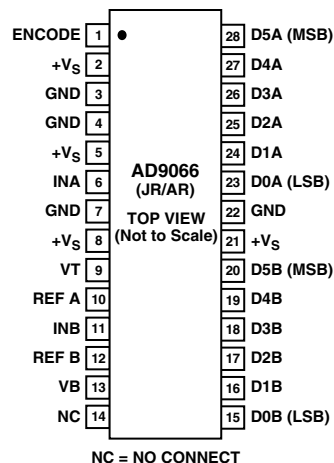 ENCODE 1 28 D5A (MSB)
+VS 2 27 D4A
GND 3 26 D3A
GND 4 25 D2A
+VS 5 24 D1A
INA 6 23 D0A (LSB)
GND 7 22 GND
+VS 8 21 +VS
VT 9 20 D5B (MSB)
REF A 10 19 D4B
INB 11 18 D3B
REF B 12 17 D2B
VB 13 16 D1B
NC 14 15 D0B (LSB)
AD9066
(JR/AR)
TOP VIEW
(Not to Scale)
NC = NO CONNECT